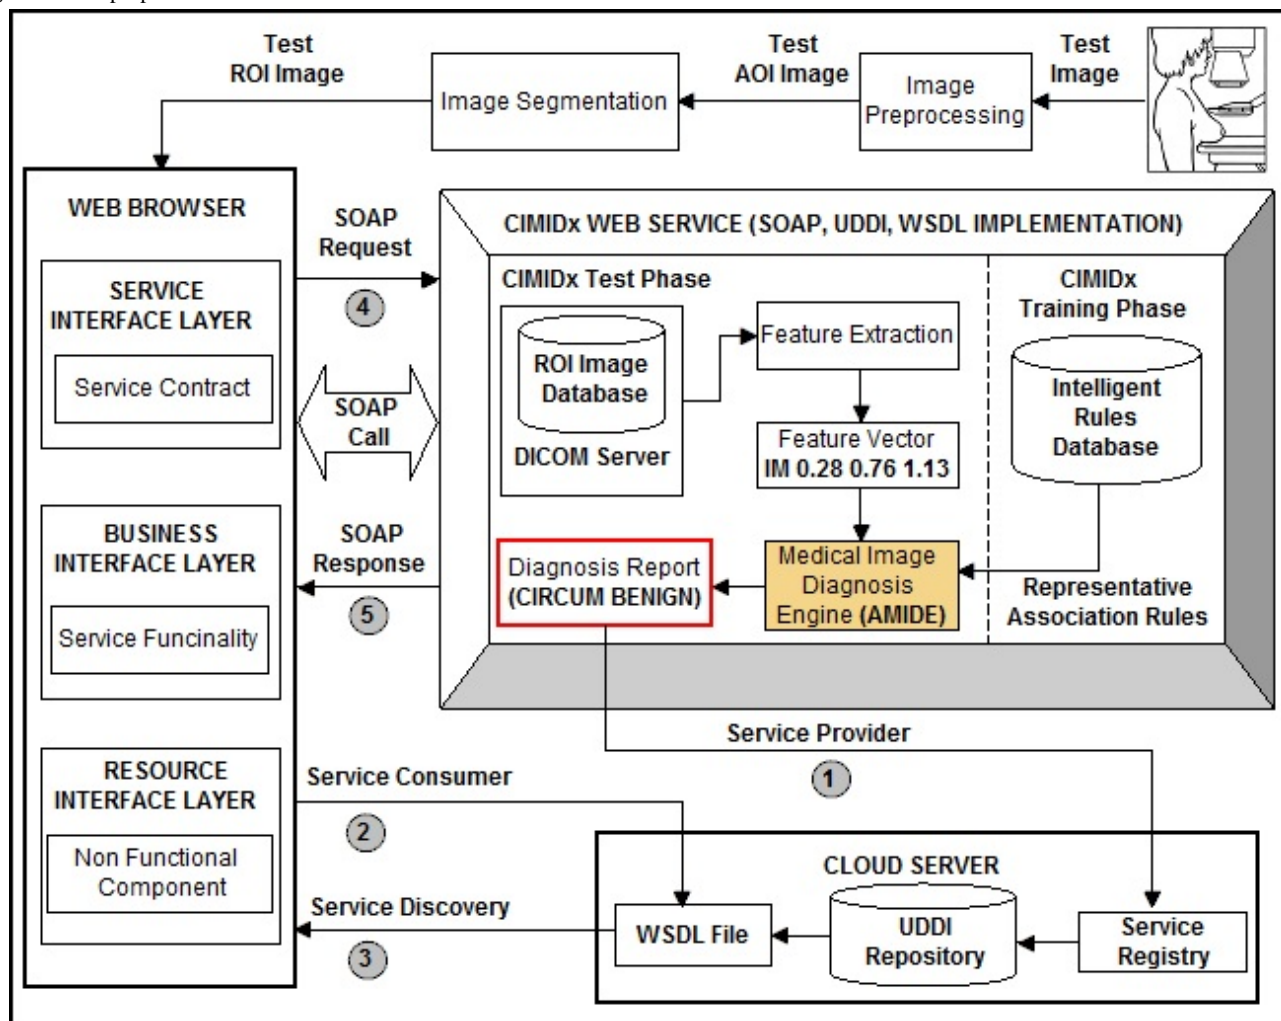 Test
ROI Image
Test
AOI Image
Test
Image
Image Segmentation
Image
Preprocessing
WEB BROWSER
SERVICE
INTERFACE LAYER
Service Contract
BUSINESS
INTERFACE LAYER
Service Funcinality
RESOURCE
INTERFACE LAYER
Non Functional
Component
SOAP
Request
4
SOAP
Call
SOAP
Response
5
CIMIDx WEB SERVICE (SOAP, UDDI, WSDL IMPLEMENTATION)
CIMIDx Test Phase
ROI Image
Database
DICOM Server
Feature Extraction
Feature Vector
IM 0.28 0.76 1.13
Medical Image
Diagnosis
Engine (AMIDE)
Diagnosis Report
(CIRCUM BENIGN)
CIMIDx
Training Phase
Intelligent
Rules
Database
Representative
Association Rules
Service Provider
1
Service Consumer
2
Service Discovery
3
CLOUD SERVER
WSDL File
UDDI
Repository
Service
Registry